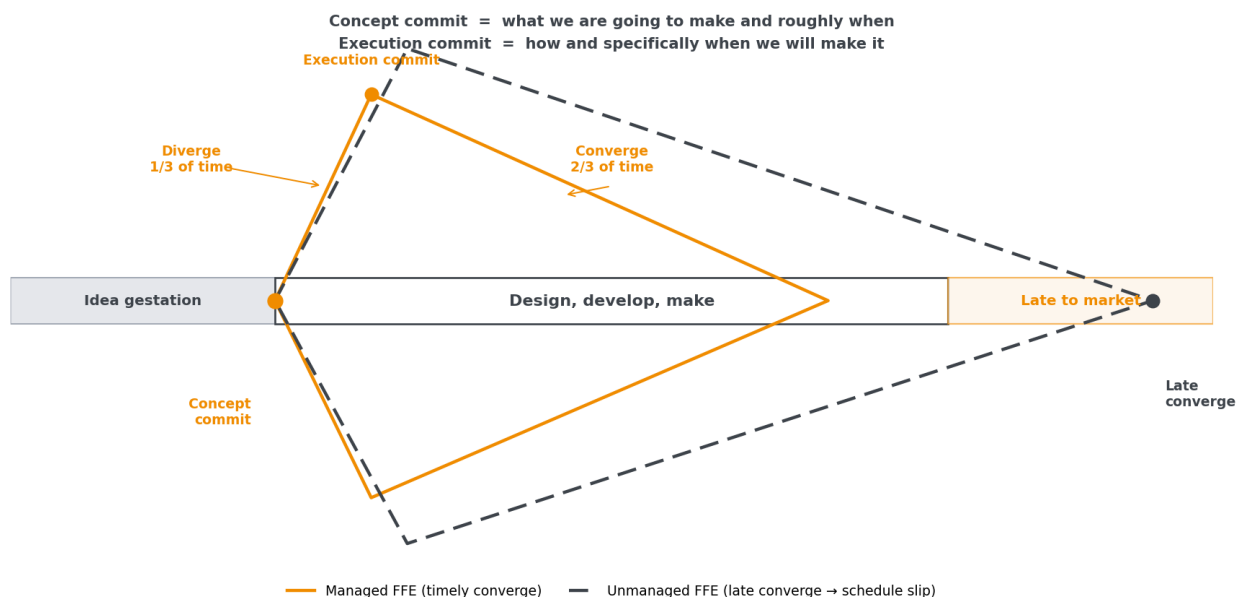 Concept commit = what we are going to make and roughly when
Execution commit = how and specifically when we will make it
Execution commit
Diverge
1/3 of time
Converge
2/3 of time
Idea gestation
Design, develop, make
Late to market
Concept
commit
Late
converge
Managed FFE (timely converge)
Unmanaged FFE (late converge → schedule slip)